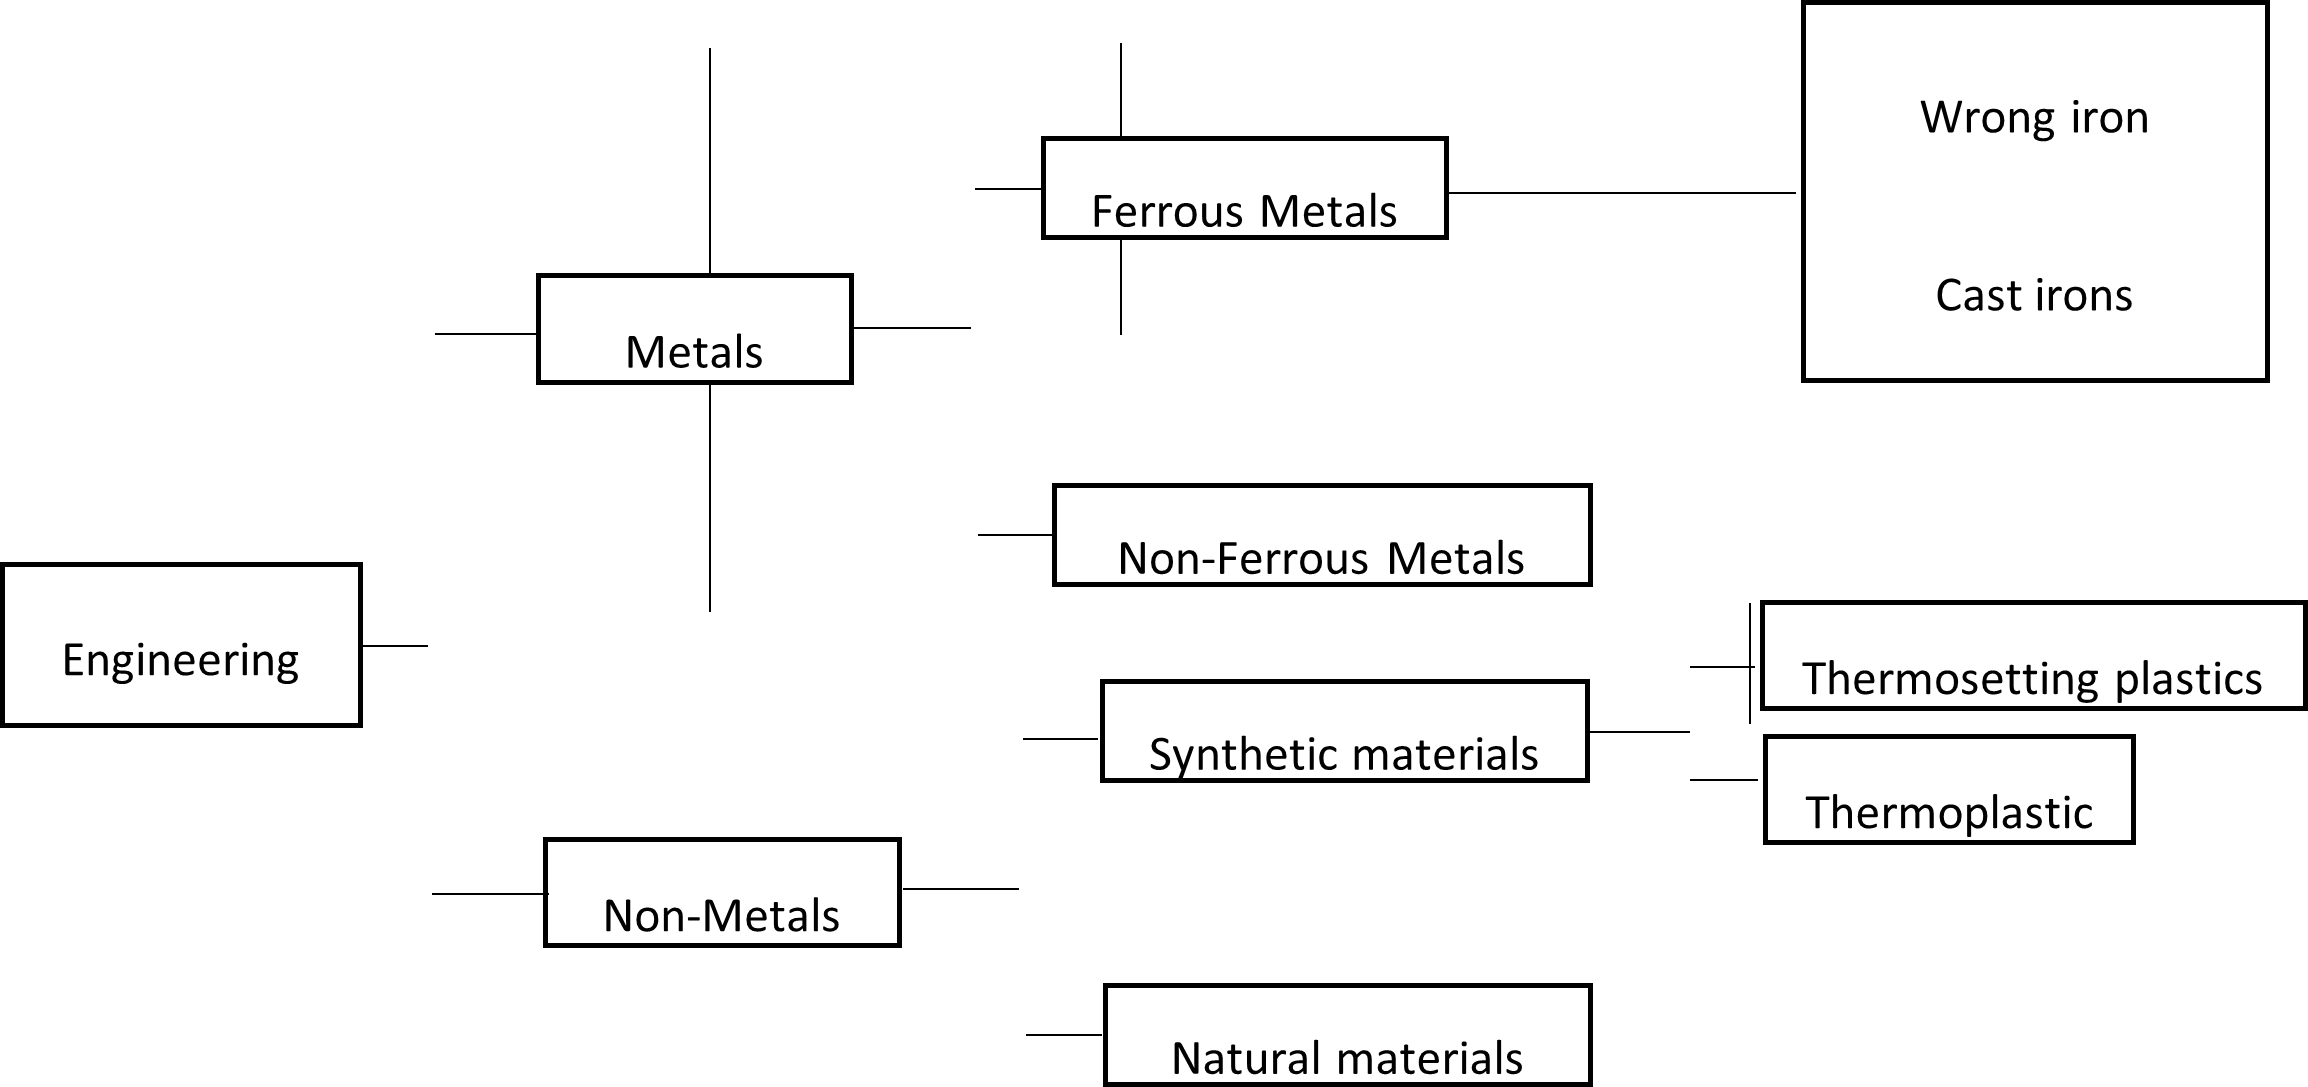 Wrong iron
Cast irons
Ferrous Metals
Metals
Non-Ferrous Metals
Engineering
Thermosetting plastics
Synthetic materials
Thermoplastic
Non-Metals
Natural materials